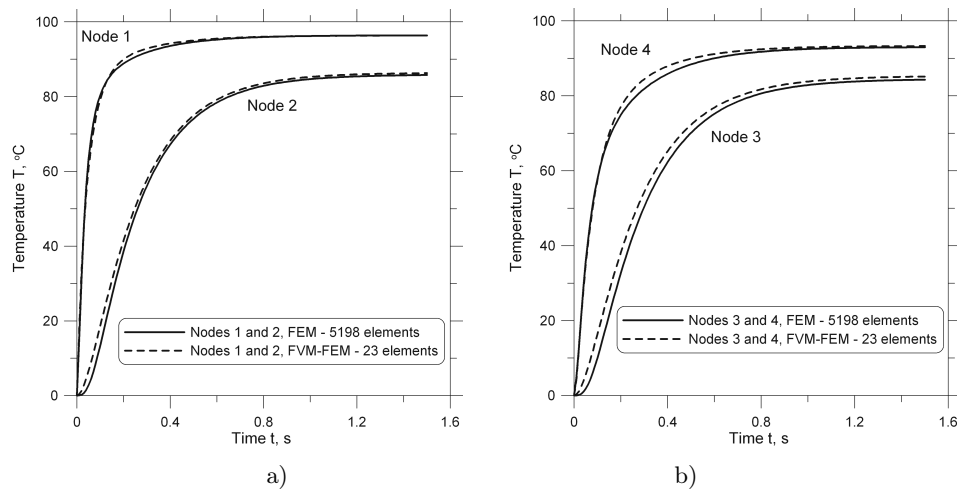 100
80
60
40
20
0
Temperature T, °C
Node 1
Node 2
Nodes 1 and 2, FEM - 5198 elements
Nodes 1 and 2, FVM-FEM - 23 elements
0
0.4
0.8
1.2
1.6
Time t, s
a)
100
80
60
40
20
0
Temperature T, °C
Node 4
Node 3
Nodes 3 and 4, FEM - 5198 elements
Nodes 3 and 4, FVM-FEM - 23 elements
0
0.4
0.8
1.2
1.6
Time t, s
b)